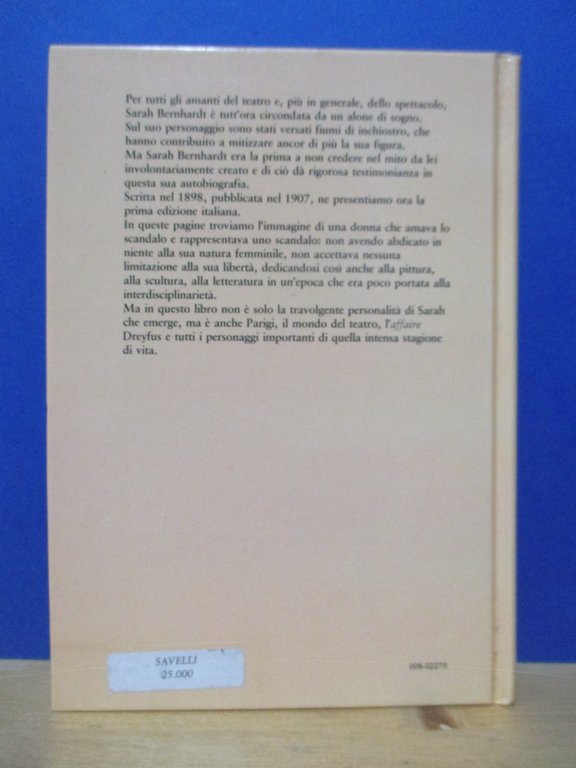 Per tutti gli amanti del teatro e, più in generale, dello spettacolo,
Sarah Bernhardt è tutt'ora circondata da un alone di sogno.
Sul suo personaggio sono stati versati fiumi di inchiostro, che
hanno contribuito a mitizzare ancor di più la sua figura.
Ma Sarah Bernhardt era la prima a non credere nel mito da lei
involontariamente creato e di ciò dà rigorosa testimonianza in
questa sua autobiografia.
Scritta nel 1898, pubblicata nel 1907, ne presentiamo ora la
prima edizione italiana.
In queste pagine troviamo l'immagine di una donna che amava lo
scandalo e rappresentava uno scandalo: non avendo abdicato in
niente alla sua natura femminile, non accettava nessuna
limitazione alla sua libertà, dedicandosi così anche alla pittura,
alla scultura, alla letteratura in un'epoca che era poco portata alla
interdisciplinarietà.
Ma in questo libro non è solo la travolgente personalità di Sarah
che emerge, ma è anche Parigi, il mondo del teatro, l'affaire
Dreyfus e tutti i personaggi importanti di quella intensa stagione
di vita.
SAVELLI
25.000
006-02270